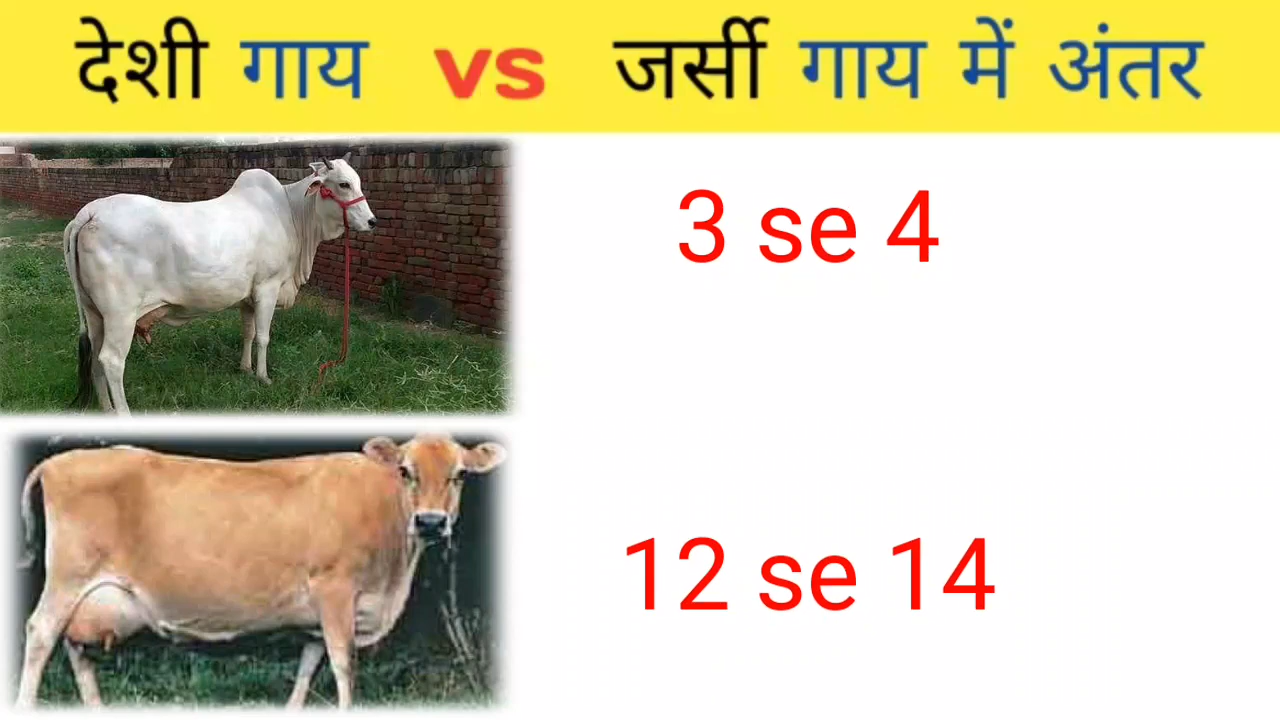 देशी गाय vs जर्सी गाय में अंतर
3 se 4
12 se 14